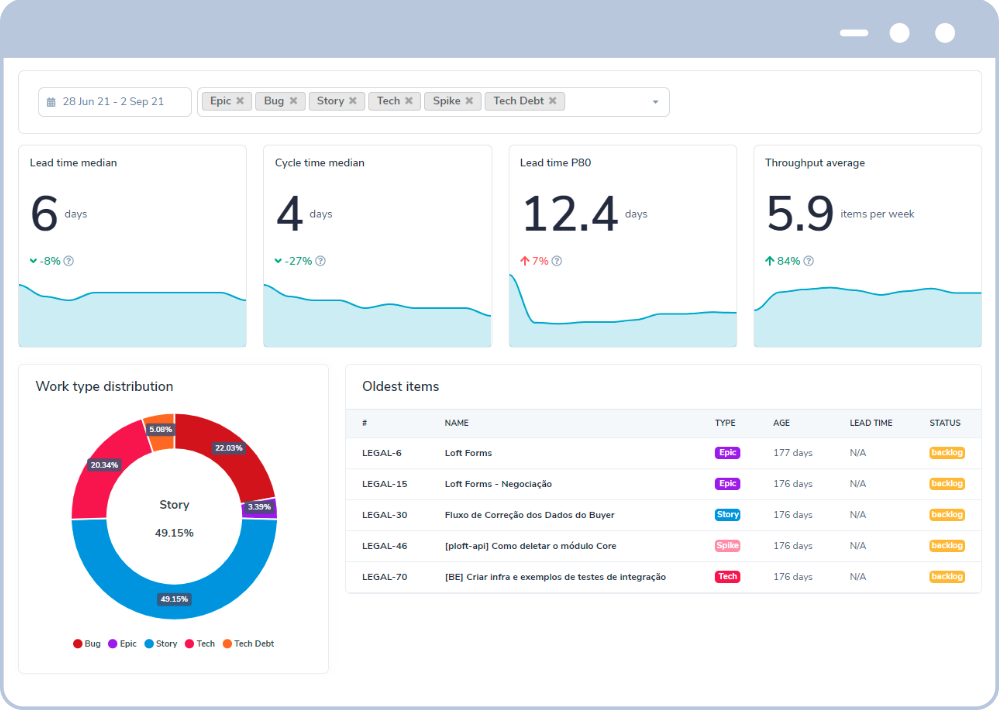 28 Jun 21 - 2 Sep 21 Epic × Bug × Story × Tech × Spike × Tech Debt ×
Lead time median
6 days
-8% ?
Cycle time median
4 days
-27% ?
Lead time P80
12.4 days
7% ?
Throughput average
5.9 items per week
84% ?
Work type distribution
5.08%
22.03%
20.34%
3.39%
Story
49.15%
49.15%
Bug Epic Story Tech Tech Debt
Oldest items
# NAME TYPE AGE LEAD TIME STATUS
LEGAL-6 Loft Forms Epic 177 days N/A backlog
LEGAL-15 Loft Forms - Negociação Epic 176 days N/A backlog
LEGAL-30 Fluxo de Correção dos Dados do Buyer Story 176 days N/A backlog
LEGAL-46 [ploft-api] Como deletar o módulo Core Spike 176 days N/A backlog
LEGAL-70 [BE] Criar infra e exemplos de testes de integração Tech 176 days N/A backlog